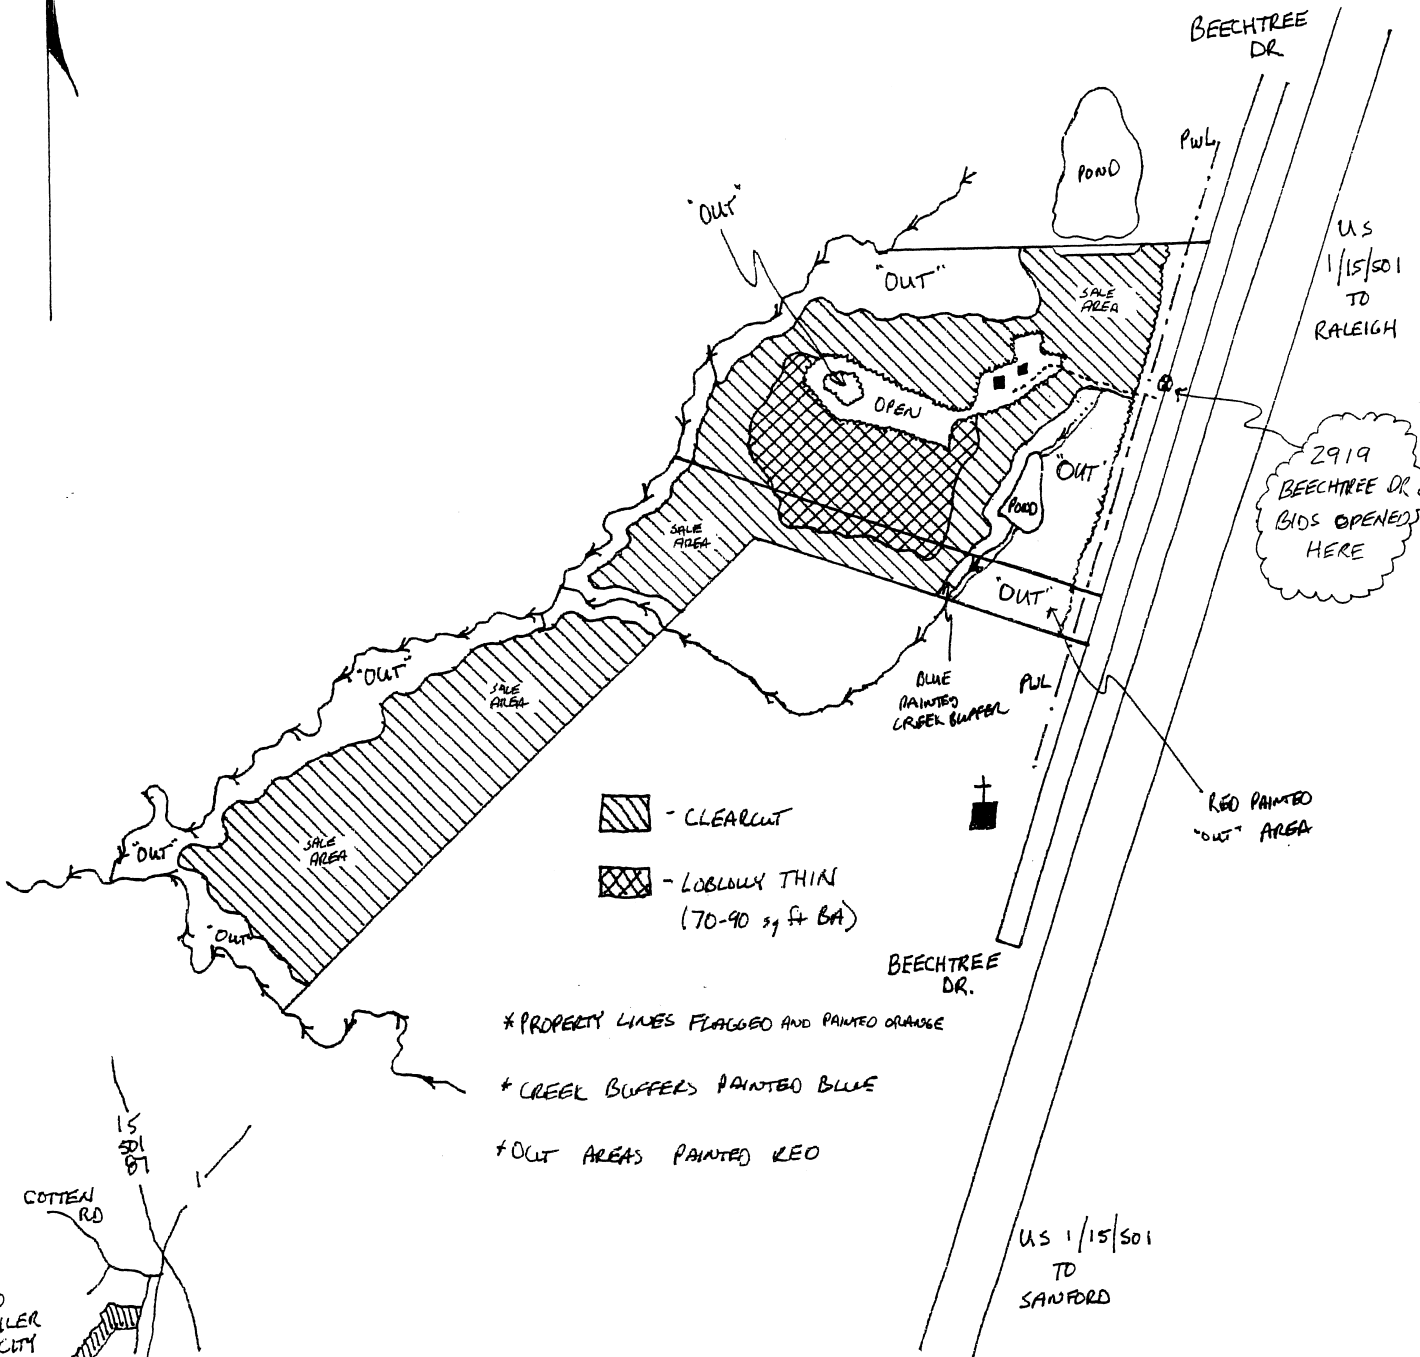 BEECHTREE
DR
PWL
POND
"OUT"
US
1/15/501
TO
RALEIGH
"OUT"
SALE
AREA
OPEN
"OUT"
2919
BEECHTREE DR.
BIDS OPENED
HERE
POND
SALE
AREA
"OUT"
"OUT"
SALE
AREA
BLUE
PAINTED
CREEK BUFFER
PWL
RED PAINTED
"OUT" AREA
SALE
AREA
"OUT"
"OUT"
- CLEARCUT
- LOBLOLLY THIN
(70-90 sq ft BA)
BEECHTREE
DR.
* PROPERTY LINES FLAGGED AND PAINTED ORANGE
* CREEK BUFFERS PAINTED BLUE
* OUT AREAS PAINTED RED
15
501
87
1
COTTEN
RD
US 1/15/501
TO
SANFORD
CITY